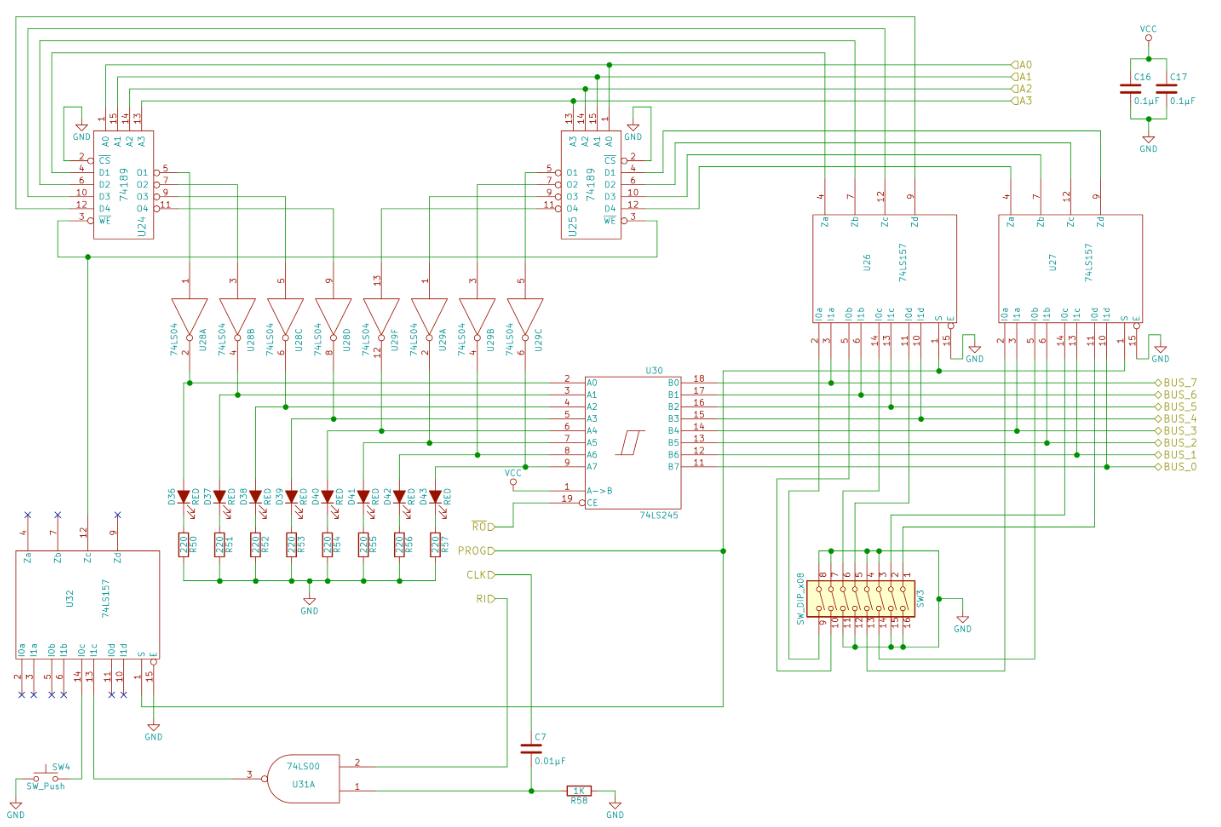 VCC
C16
C17
0.1µF
0.1µF
GND
A0
A1
A2
A3
GND
1
15
14
13
A0
A1
A2
A3
2
CS
4
D1
6
D2
10
D3
12
D4
3
WE
O1
5
O2
7
O3
9
O4
11
74189
U24
GND
13
14
15
1
A3
A2
A1
A0
5
O1
7
O2
9
O3
11
O4
CS
2
D1
4
D2
6
D3
10
D4
12
WE
3
74189
U25
4
7
12
9
Za
Zb
Zc
Zd
U26
74LS157
I0a
I1a
I0b
I1b
I0c
I1c
I0d
I1d
S
E
2
3
5
6
14
13
11
10
1
15
GND
4
7
12
9
Za
Zb
Zc
Zd
U27
74LS157
I0a
I1a
I0b
I1b
I0c
I1c
I0d
I1d
S
E
2
3
5
6
14
13
11
10
1
15
GND
1
3
5
9
13
1
3
5
74LS04
U28A
74LS04
U28B
74LS04
U28C
74LS04
U28D
74LS04
U29F
74LS04
U29A
74LS04
U29B
74LS04
U29C
2
4
6
8
12
2
4
6
U30
2
A0
B0
18
3
A1
B1
17
4
A2
B2
16
5
A3
B3
15
6
A4
B4
14
7
A5
B5
13
8
A6
B6
12
9
A7
B7
11
1
A->B
19
CE
74LS245
VCC
BUS_7
BUS_6
BUS_5
BUS_4
BUS_3
BUS_2
BUS_1
BUS_0
D36
RED
D37
RED
D38
RED
D39
RED
D40
RED
D41
RED
D42
RED
D43
RED
220
R50
220
R51
220
R52
220
R53
220
R54
220
R55
220
R56
220
R57
GND
RO
PROG
CLK
RI
4
7
12
9
Za
Zb
Zc
Zd
U32
74LS157
I0a
I1a
I0b
I1b
I0c
I1c
I0d
I1d
S
E
2
3
5
6
14
13
11
10
1
15
GND
SW_DIP_x08
8
7
6
5
4
3
2
1
9
10
11
12
13
14
15
16
SW3
GND
SW4
SW_Push
GND
3
74LS00
U31A
2
1
C7
0.01µF
1K
R58
GND